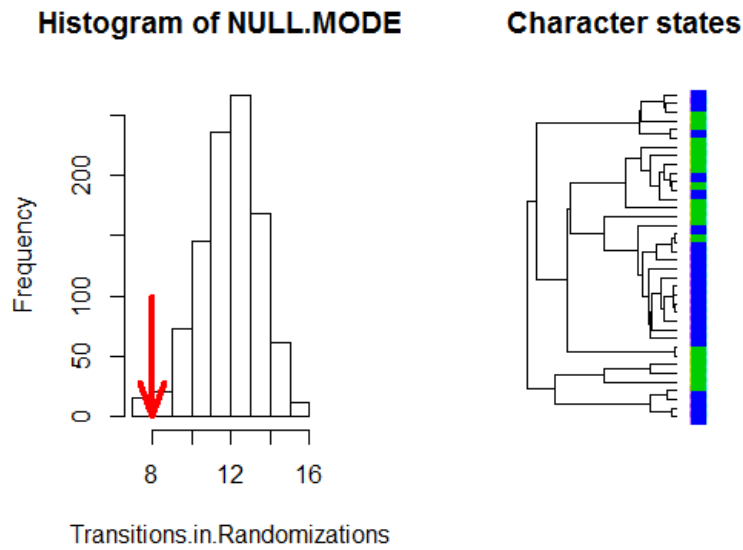 Histogram of NULL.MODE
Character states
Frequency
200
100
50
0
8
12
16
Transitions.in.Randomizations